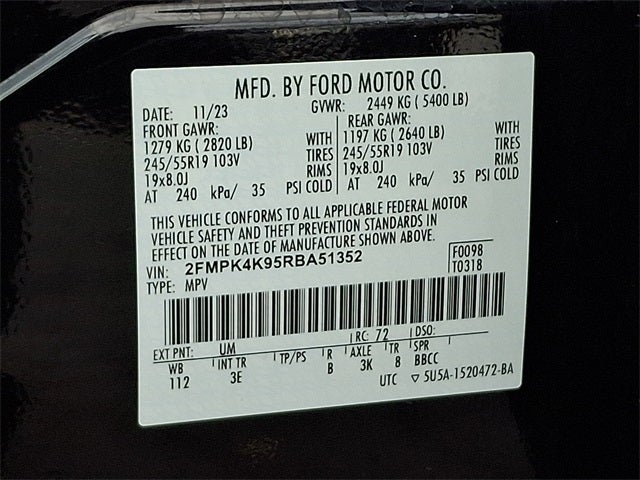 MFD. BY FORD MOTOR CO.
DATE: 11/23 GVWR: 2449 KG ( 5400 LB)
FRONT GAWR: REAR GAWR:
1279 KG ( 2820 LB) WITH 1197 KG ( 2640 LB) WITH
245/55R19 103V TIRES 245/55R19 103V TIRES
19x8.0J RIMS 19x8.0J RIMS
AT 240 kPa/ 35 PSI COLD AT 240 kPa/ 35 PSI COLD
THIS VEHICLE CONFORMS TO ALL APPLICABLE FEDERAL MOTOR
VEHICLE SAFETY AND THEFT PREVENTION STANDARDS IN
EFFECT ON THE DATE OF MANUFACTURE SHOWN ABOVE.
VIN: 2FMPK4K95RBA51352 F0098
TYPE: MPV T0318
EXT PNT: UM RC: 72 DSO:
WB INT TR TP/PS R AXLE TR SPR
112 3E B 3K 8 BBCC
UTC ▽ 5U5A-1520472-BA